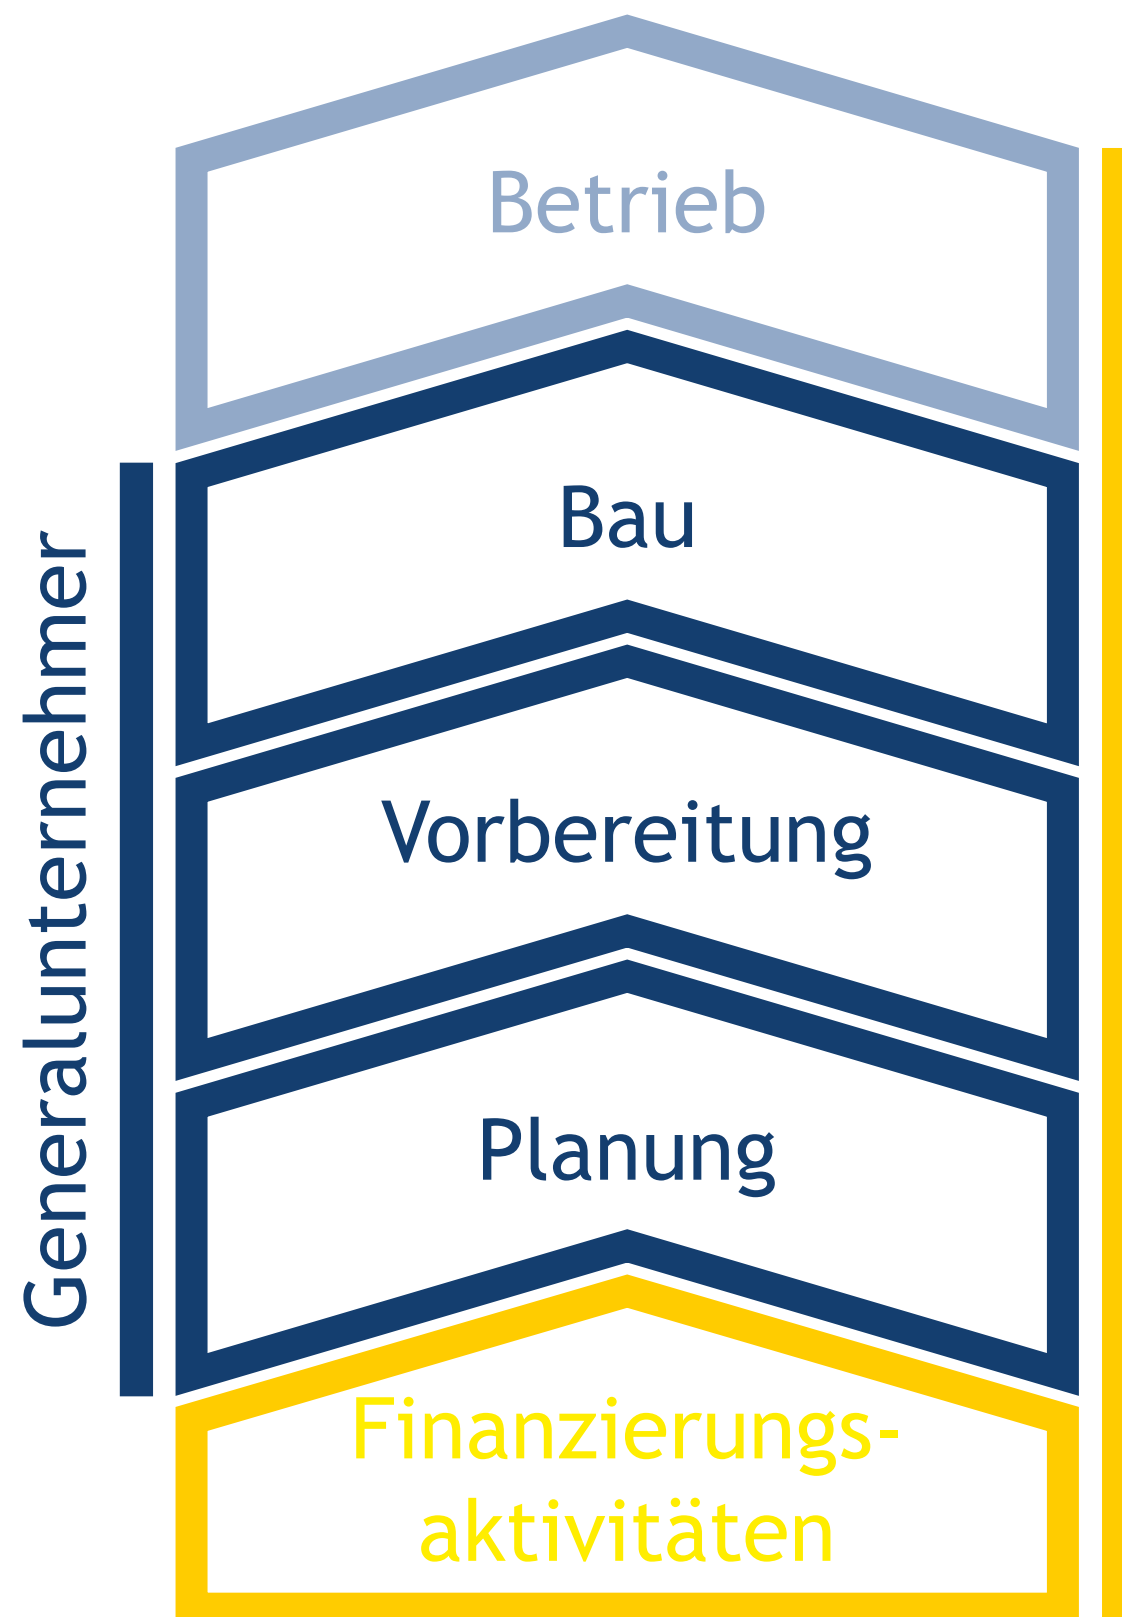 Betrieb
Bau
Vorbereitung
Planung
Finanzierungs-
aktivitäten
Generalunternehmer